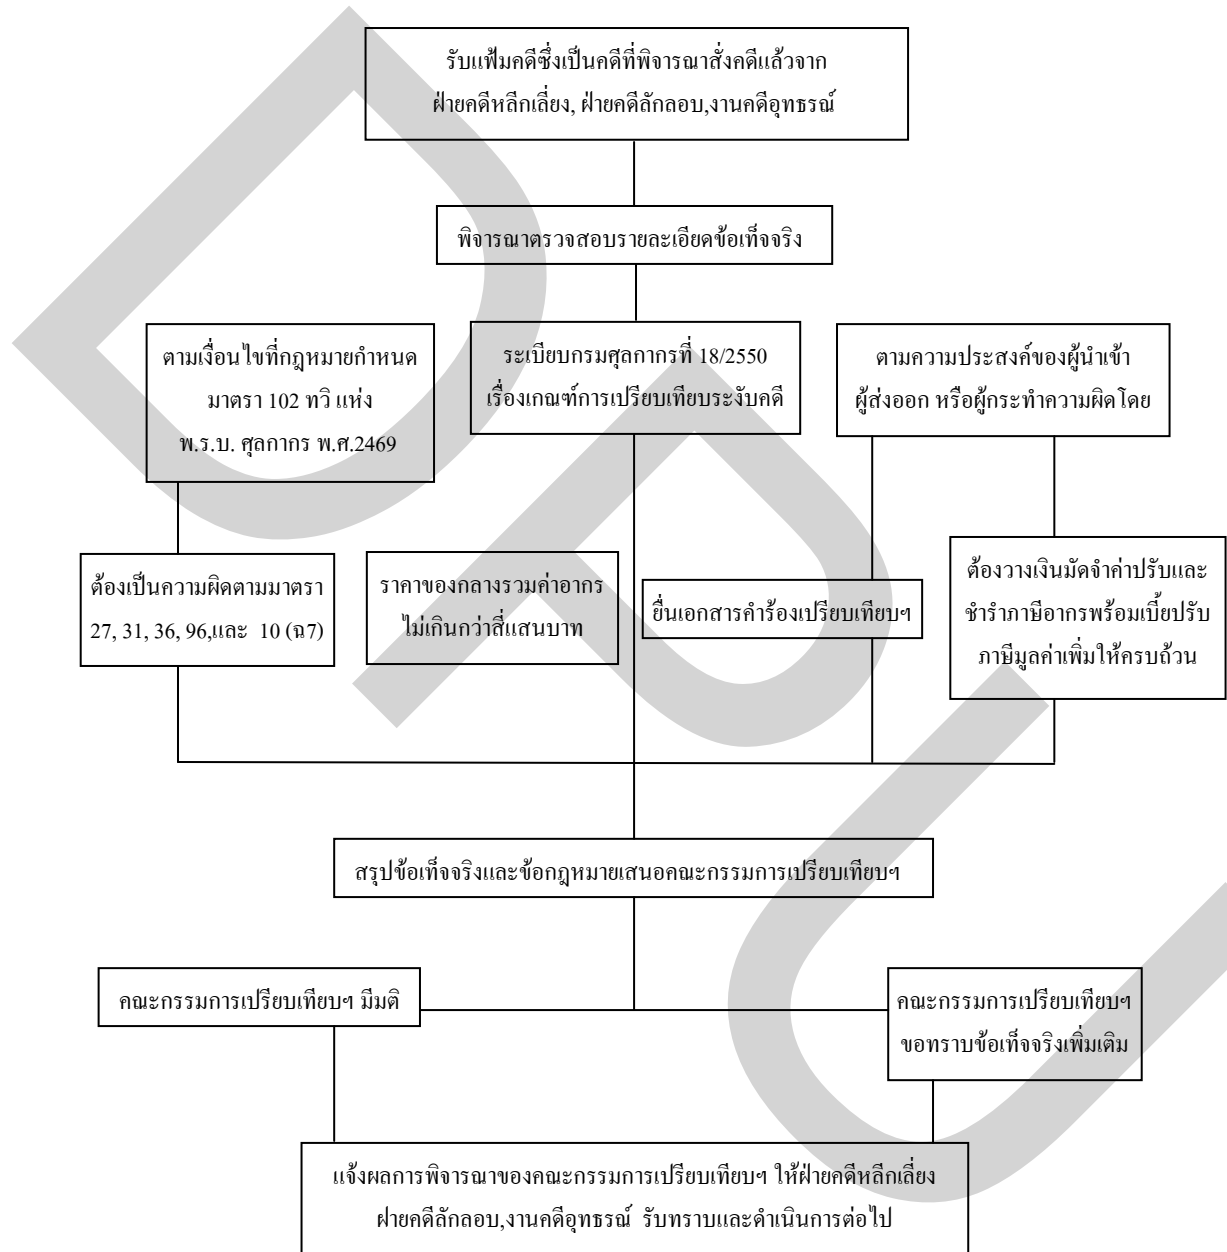 รับแฟ้มคดีซึ่งเป็นคดีที่พิจารณาสั่งคดีแล้วจาก
ฝ่ายคดีหลีกเลี่ยง, ฝ่ายคดีลักลอบ,งานคดีอุทธรณ์
พิจารณาตรวจสอบรายละเอียดข้อเท็จจริง
ตามเงื่อนไขที่กฎหมายกำหนด
มาตรา 102 ทวิ แห่ง
พ.ร.บ. ศุลกากร พ.ศ.2469
ระเบียบกรมศุลกากรที่ 18/2550
เรื่องเกณฑ์การเปรียบเทียบระงับคดี
ตามความประสงค์ของผู้นำเข้า
ผู้ส่งออก หรือผู้กระทำความผิดโดย
ต้องเป็นความผิดตามมาตรา
27, 31, 36, 96,และ 10 (ฉ7)
ราคาของกลางรวมค่าอากร
ไม่เกินกว่าสี่แสนบาท
ยื่นเอกสารคำร้องเปรียบเทียบฯ
ต้องวางเงินมัดจำค่าปรับและ
ชำรำภาษีอากรพร้อมเบี้ยปรับ
ภาษีมูลค่าเพิ่มให้ครบถ้วน
สรุปข้อเท็จจริงและข้อกฎหมายเสนอคณะกรรมการเปรียบเทียบฯ
คณะกรรมการเปรียบเทียบฯ มีมติ
คณะกรรมการเปรียบเทียบฯ
ขอทราบข้อเท็จจริงเพิ่มเติม
แจ้งผลการพิจารณาของคณะกรรมการเปรียบเทียบฯ ให้ฝ่ายคดีหลีกเลี่ยง
ฝ่ายคดีลักลอบ,งานคดีอุทธรณ์ รับทราบและดำเนินการต่อไป
DPU